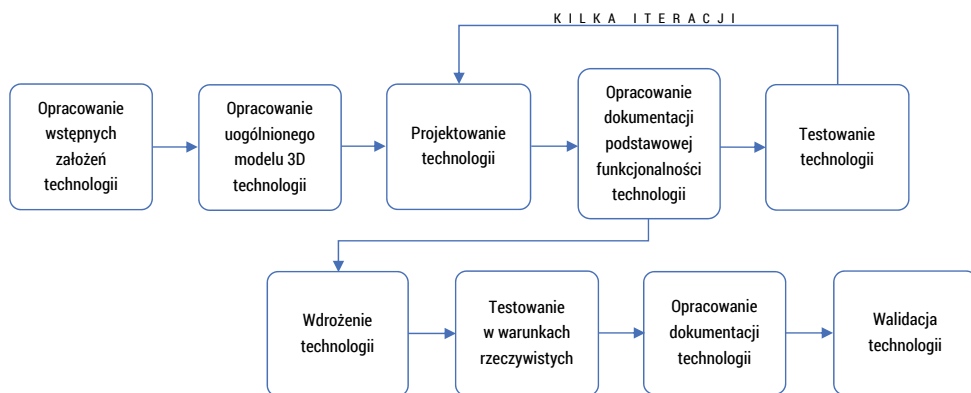 KILKA ITERACJI
Opracowanie
wstępnych
założeń
technologii
Opracowanie
uogólnionego
modelu 3D
technologii
Projektowanie
technologii
Opracowanie
dokumentacji
podstawowej
funkcjonalności
technologii
Testowanie
technologii
Wdrożenie
technologii
Testowanie
w warunkach
rzeczywistych
Opracowanie
dokumentacji
technologii
Walidacja
technologii